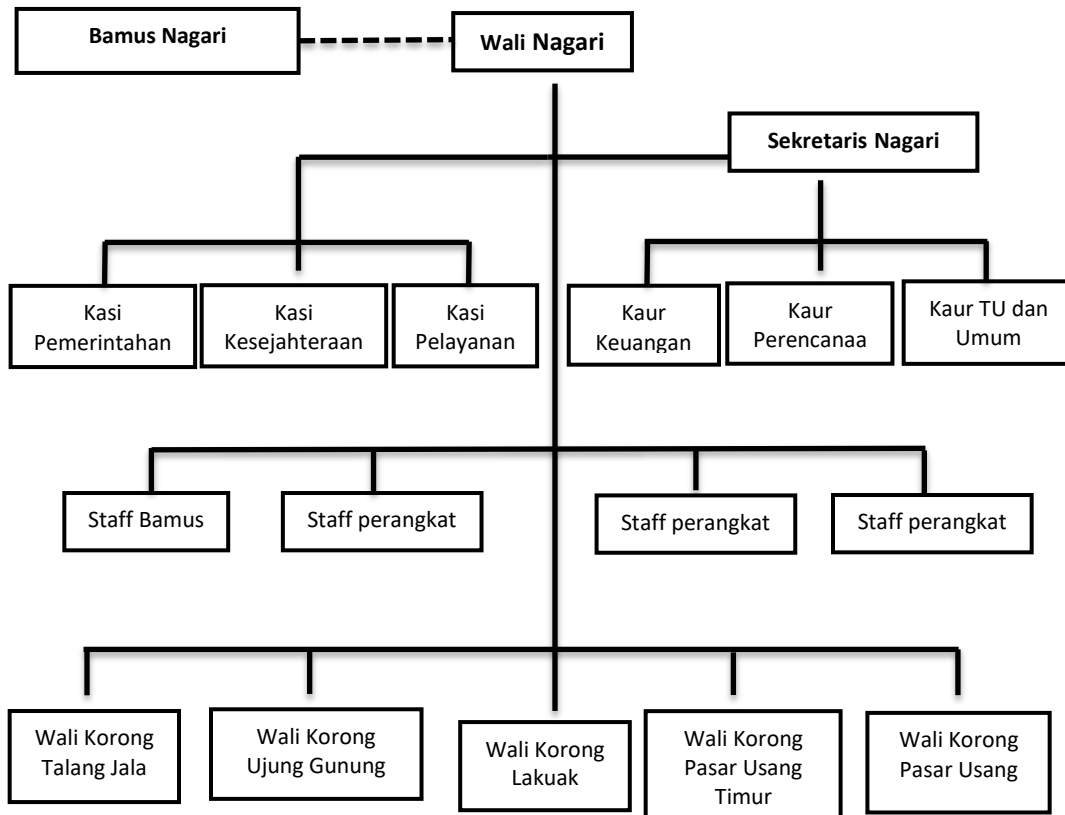 Bamus Nagari
Wali Nagari
Sekretaris Nagari
Kasi
Pemerintahan
Kasi
Kesejahteraan
Kasi
Pelayanan
Kaur
Keuangan
Kaur
Perencanaa
Kaur TU dan
Umum
Staff Bamus
Staff perangkat
Staff perangkat
Staff perangkat
Wali Korong
Talang Jala
Wali Korong
Ujung Gunung
Wali Korong
Lakuak
Wali Korong
Pasar Usang
Timur
Wali Korong
Pasar Usang